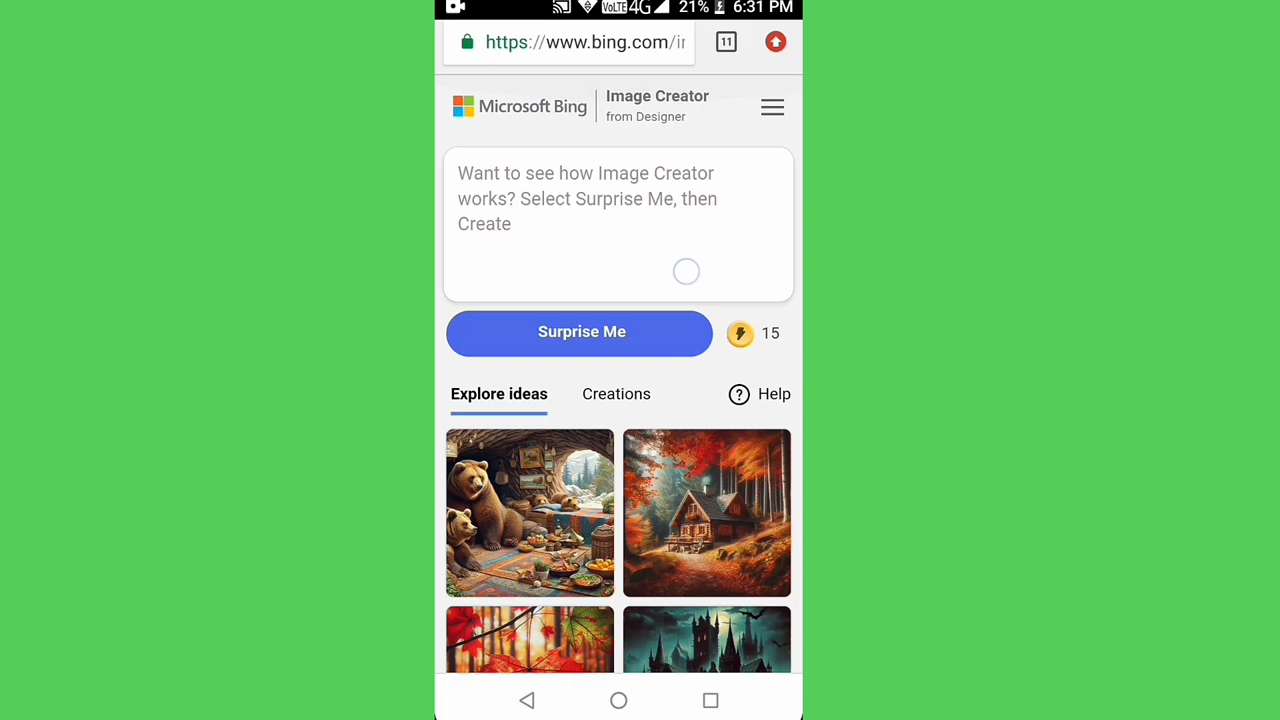 VoLTE 4G 21% 6:31 PM
https://www.bing.com/i
11
Microsoft Bing
Image Creator
from Designer
Want to see how Image Creator
works? Select Surprise Me, then
Create
Surprise Me
15
Explore ideas
Creations
? Help